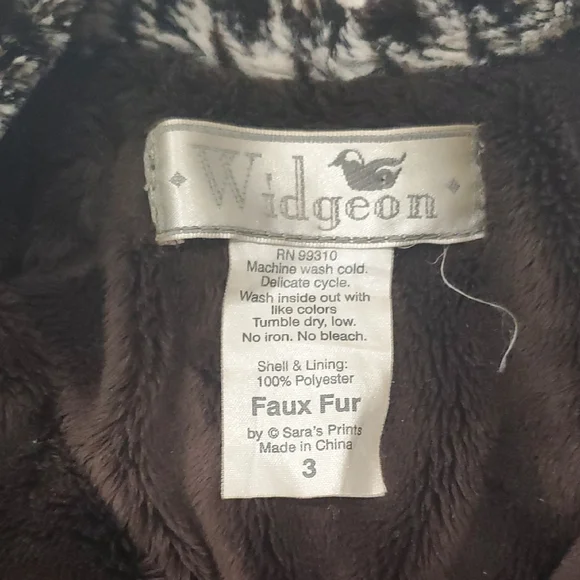 Widgeon
RN 99310
Machine wash cold.
Delicate cycle.
Wash inside out with
like colors
Tumble dry, low.
No iron. No bleach.
Shell & Lining:
100% Polyester
Faux Fur
by © Sara's Prints
Made in China
3